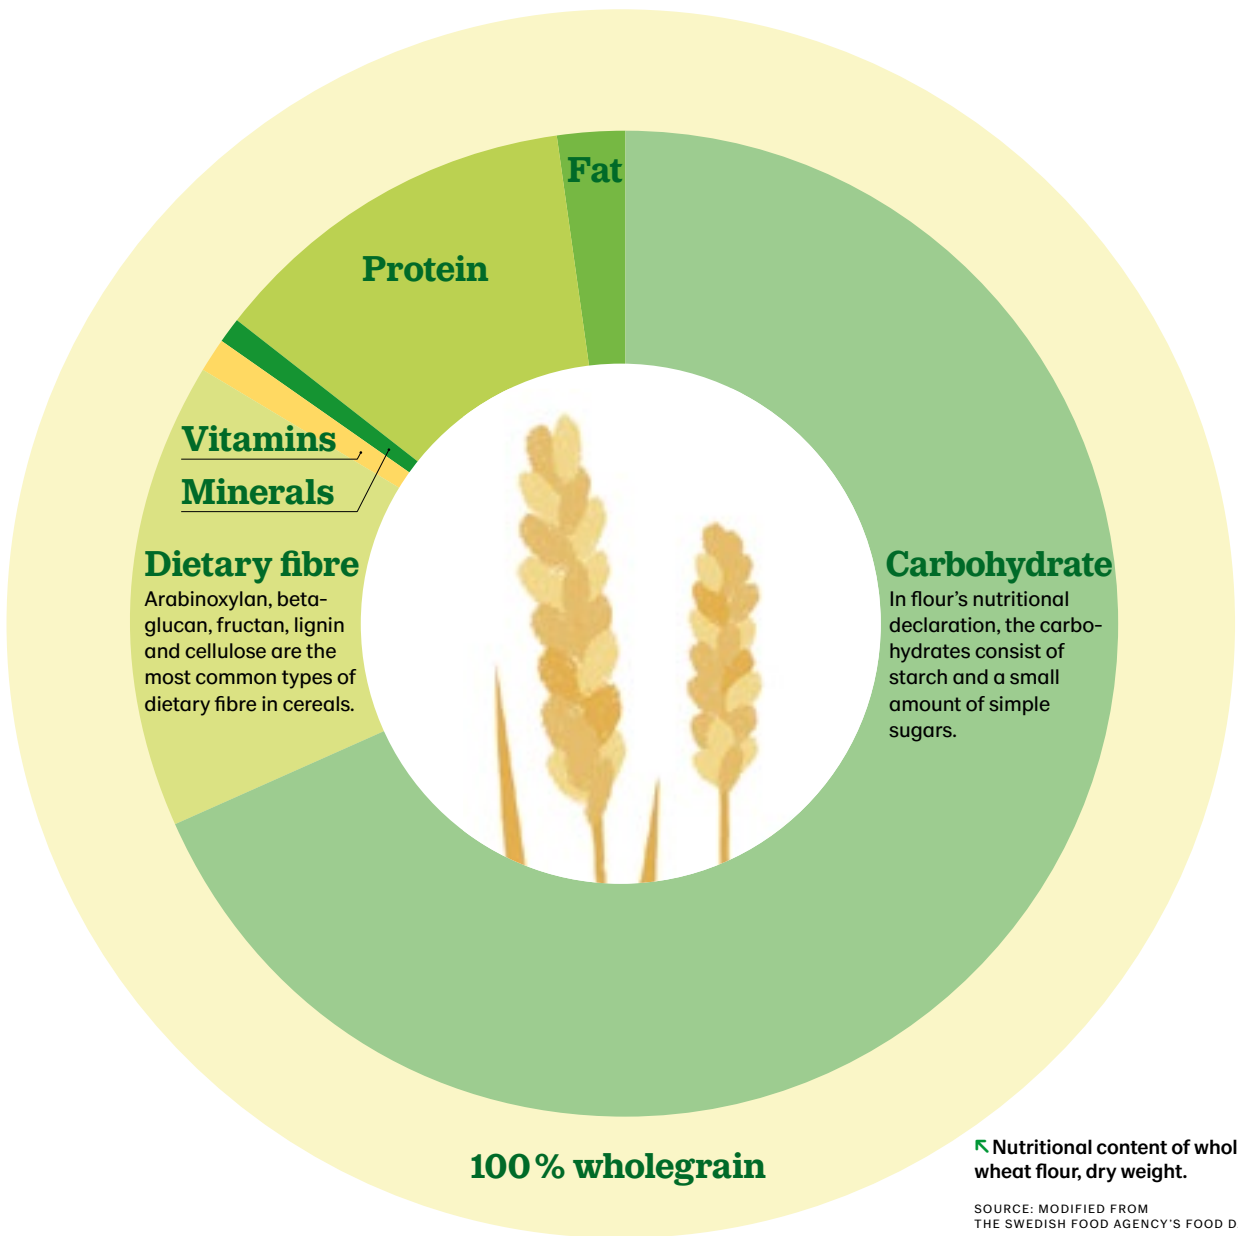 Fat
Protein
Vitamins
Minerals
Dietary fibre
Arabinoxylan, beta-
glucan, fructan, lignin
and cellulose are the
most common types of
dietary fibre in cereals.
Carbohydrate
In flour's nutritional
declaration, the carbo-
hydrates consist of
starch and a small
amount of simple
sugars.
100 % wholegrain
Nutritional content of whol
wheat flour, dry weight.
SOURCE: MODIFIED FROM
THE SWEDISH FOOD AGENCY'S FOOD D